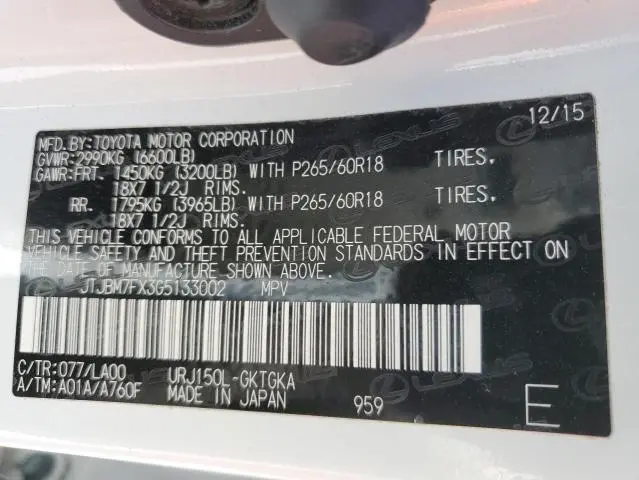 12/15
MFD. BY: TOYOTA MOTOR CORPORATION
GVWR: 2990KG (6600LB)
GAWR: FRT. 1450KG (3200LB) WITH P265/60R18 TIRES,
18X7 1/2J RIMS.
RR. 1795KG (3965LB) WITH P265/60R18 TIRES,
18X7 1/2J RIMS.
THIS VEHICLE CONFORMS TO ALL APPLICABLE FEDERAL MOTOR
VEHICLE SAFETY AND THEFT PREVENTION STANDARDS IN EFFECT ON
THE DATE OF MANUFACTURE SHOWN ABOVE.
JTJBM7FX3G5133002 MPV
C/TR: 077/LA00 URJ150L-GKTGKA
A/TM: A01A/A760F MADE IN JAPAN 959 E